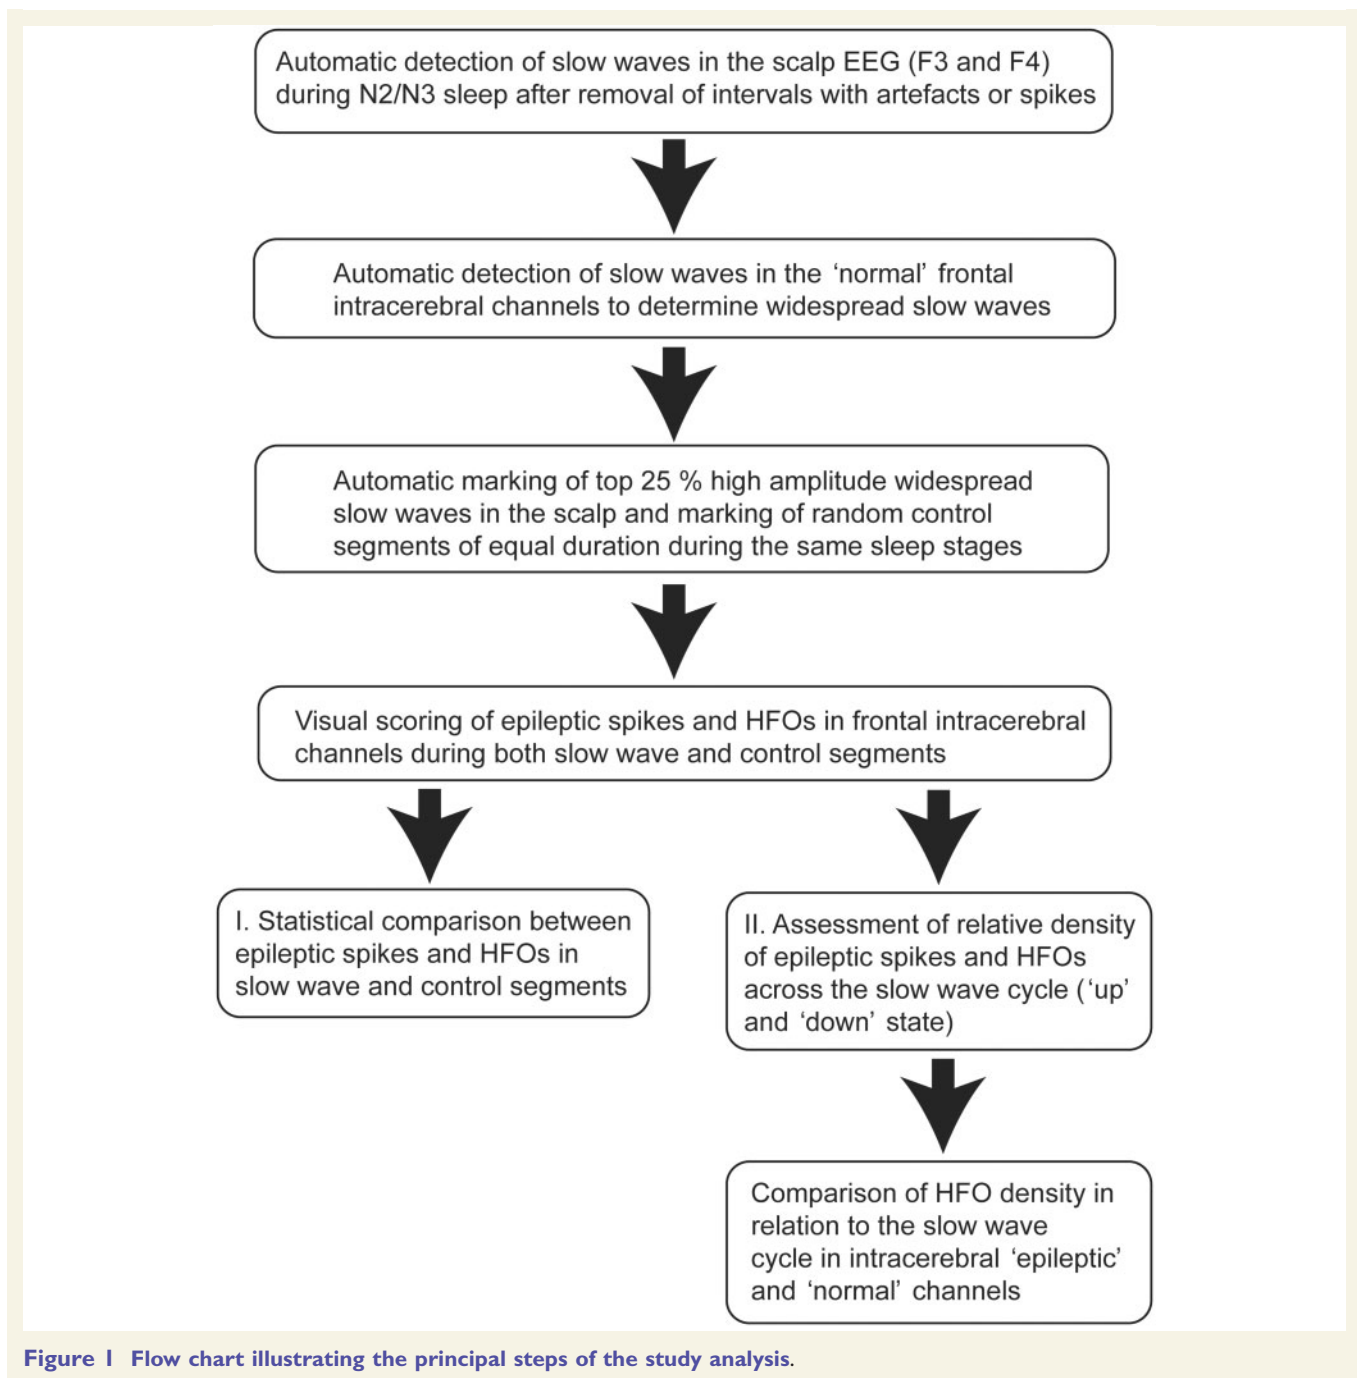 Automatic detection of slow waves in the scalp EEG (F3 and F4)
during N2/N3 sleep after removal of intervals with artefacts or spikes
Automatic detection of slow waves in the ‘normal’ frontal
intracerebral channels to determine widespread slow waves
Automatic marking of top 25 % high amplitude widespread
slow waves in the scalp and marking of random control
segments of equal duration during the same sleep stages
Visual scoring of epileptic spikes and HFOs in frontal intracerebral
channels during both slow wave and control segments
I. Statistical comparison between
epileptic spikes and HFOs in
slow wave and control segments
II. Assessment of relative density
of epileptic spikes and HFOs
across the slow wave cycle (‘up’
and ‘down’ state)
Comparison of HFO density in
relation to the slow wave
cycle in intracerebral ‘epileptic’
and ‘normal’ channels
Figure 1 Flow chart illustrating the principal steps of the study analysis.